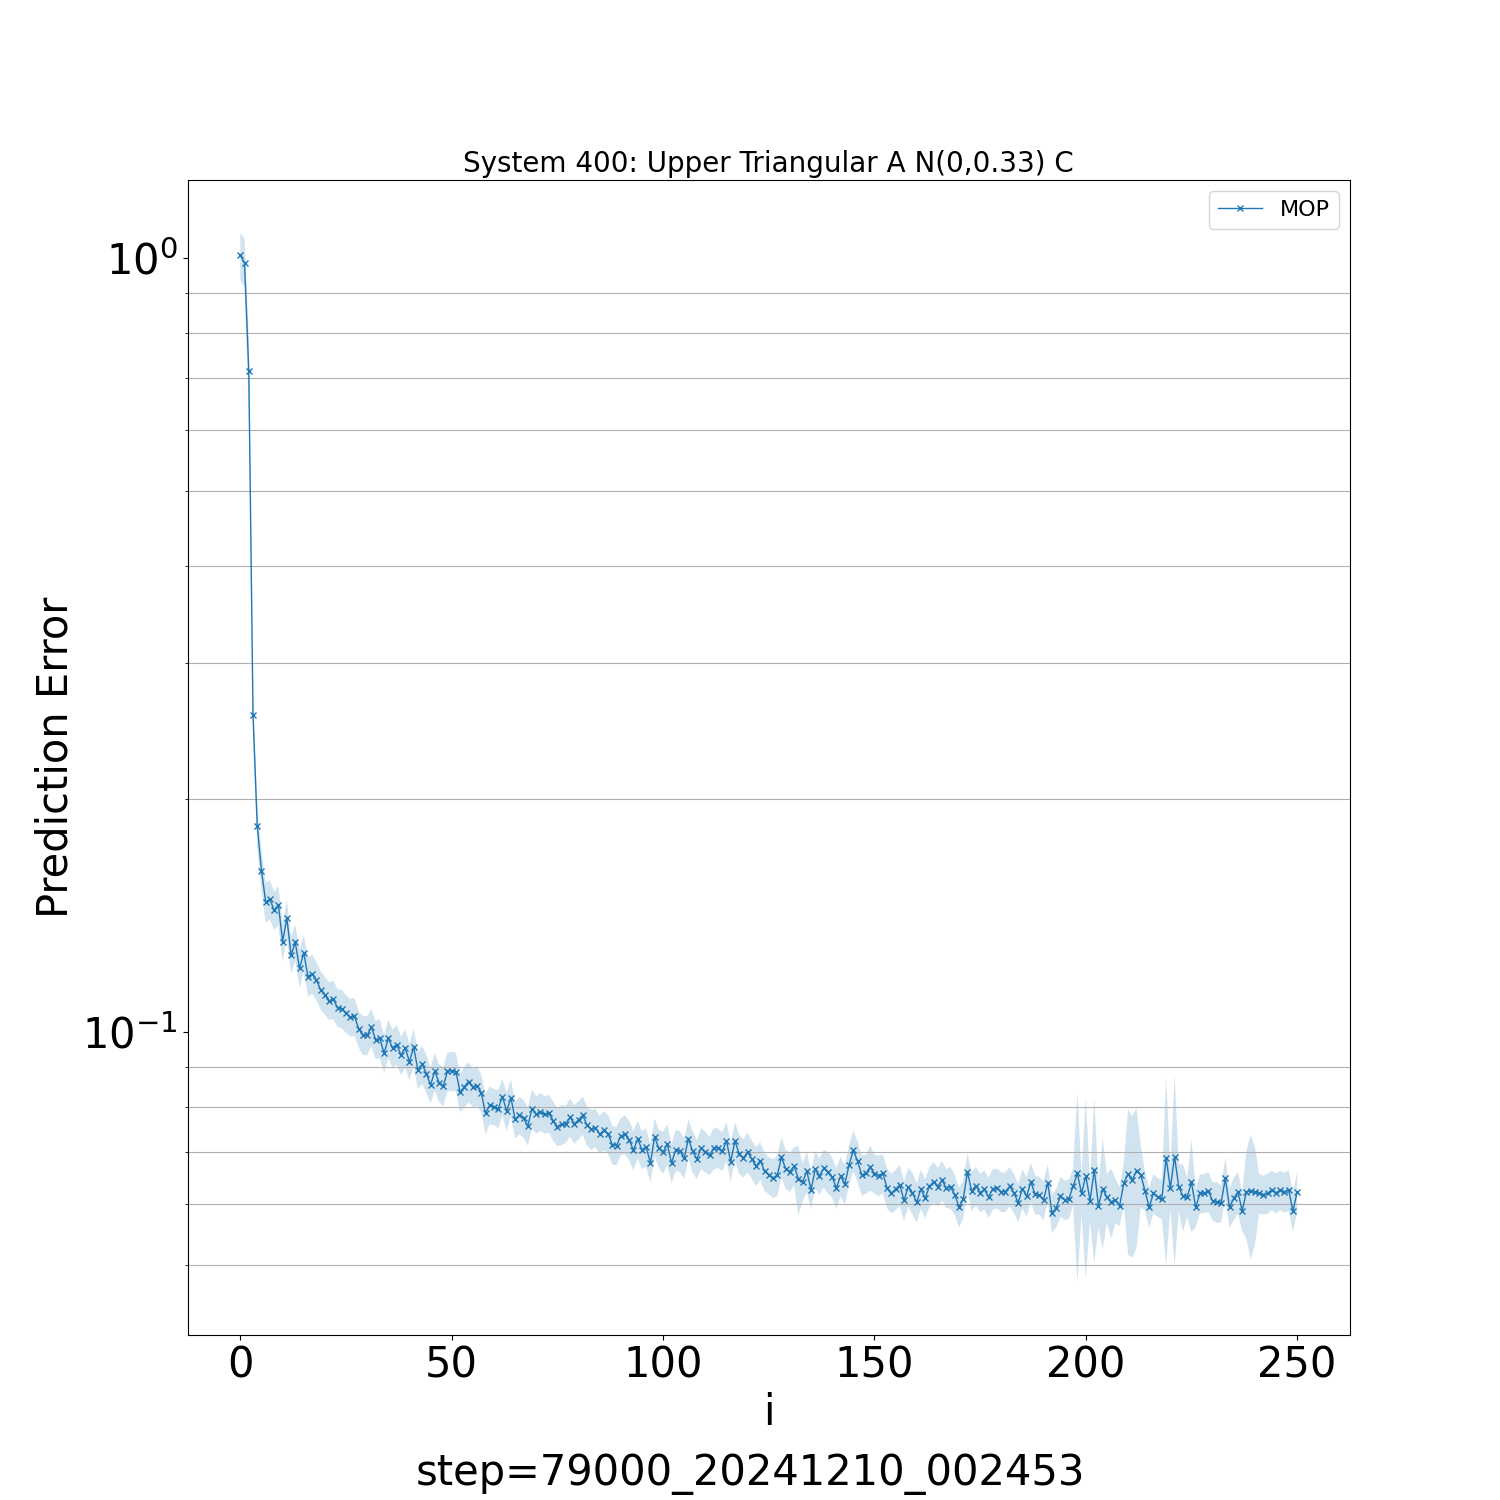 System 400: Upper Triangular A N(0,0.33) C
MOP
10⁰
10⁻¹
Prediction Error
0 50 100 150 200 250
i
step=79000_20241210_002453